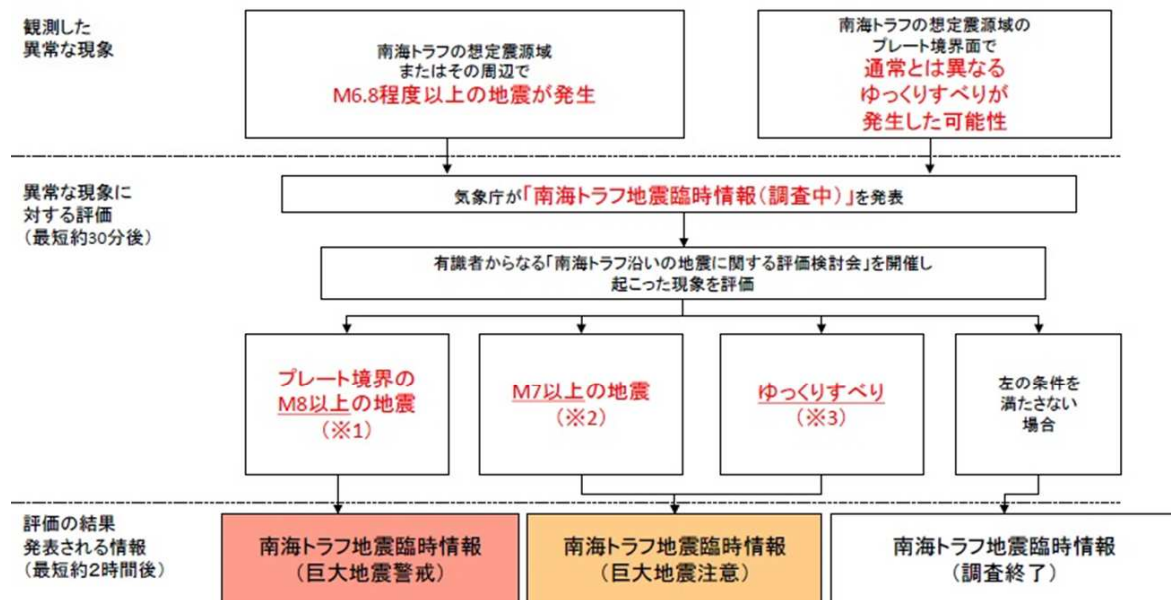 観測した
異常な現象
南海トラフの想定震源域
またはその周辺で
M6.8程度以上の地震が発生
南海トラフの想定震源域の
プレート境界面で
通常とは異なる
ゆっくりすべりが
発生した可能性
異常な現象に
対する評価
（最短約30分後）
気象庁が「南海トラフ地震臨時情報（調査中）」を発表
有識者からなる「南海トラフ沿いの地震に関する評価検討会」を開催し
起こった現象を評価
プレート境界の
M8以上の地震
（※1）
M7以上の地震
（※2）
ゆっくりすべり
（※3）
左の条件を
満たさない
場合
評価の結果
発表される情報
（最短約2時間後）
南海トラフ地震臨時情報
（巨大地震警戒）
南海トラフ地震臨時情報
（巨大地震注意）
南海トラフ地震臨時情報
（調査終了）